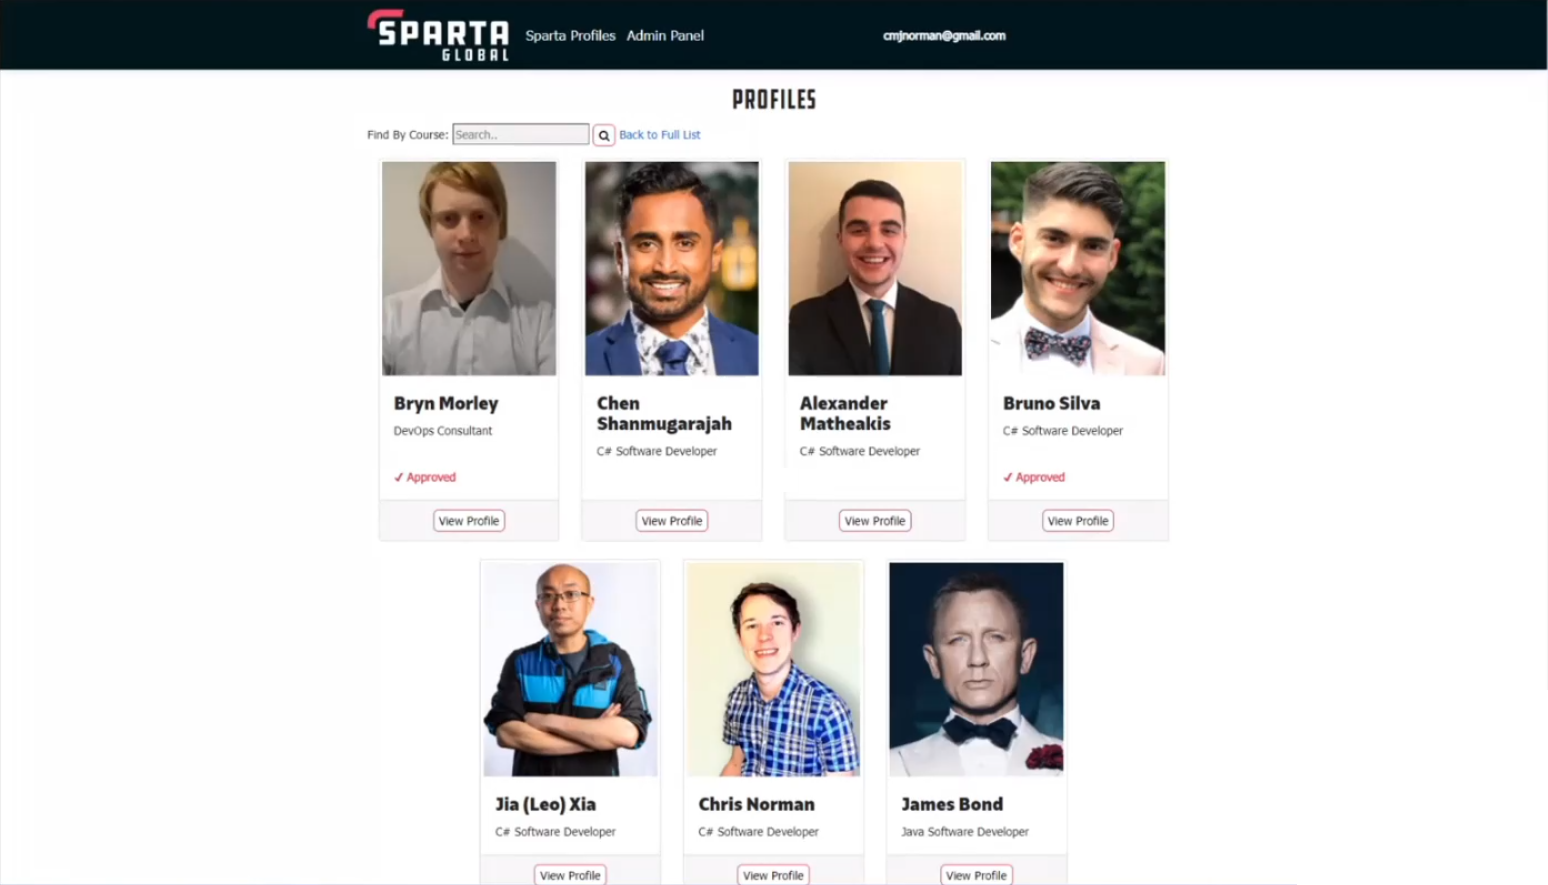 SPARTA
GLOBAL
Sparta Profiles Admin Panel
cmjnorman@gmail.com
PROFILES
Find By Course: Search.. Back to Full List
Bryn Morley
DevOps Consultant
✓ Approved
View Profile
Chen
Shanmugarajah
C# Software Developer
View Profile
Alexander
Matheakis
C# Software Developer
View Profile
Bruno Silva
C# Software Developer
✓ Approved
View Profile
Jia (Leo) Xia
C# Software Developer
View Profile
Chris Norman
C# Software Developer
View Profile
James Bond
Java Software Developer
View Profile